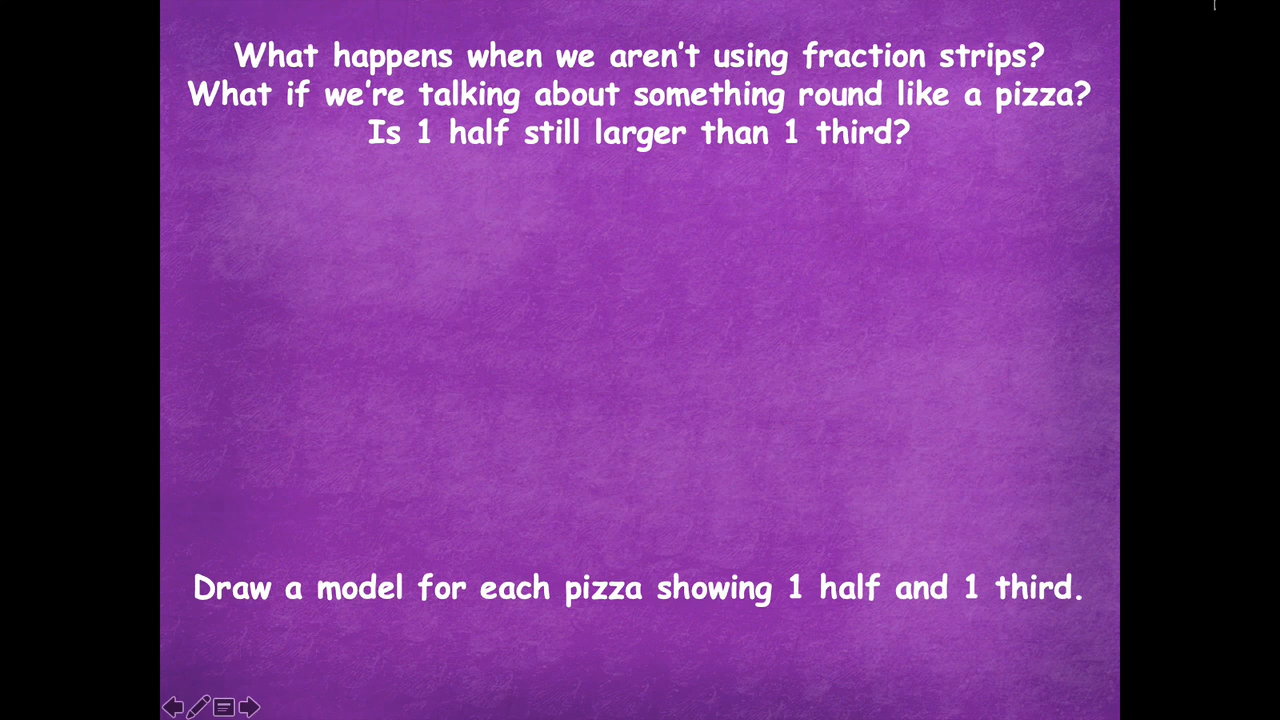 What happens when we aren't using fraction strips?
What if we're talking about something round like a pizza?
Is 1 half still larger than 1 third?
Draw a model for each pizza showing 1 half and 1 third.